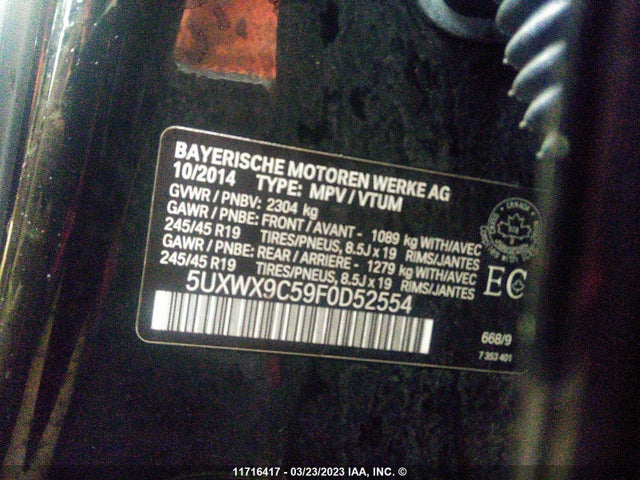 BAYERISCHE MOTOREN WERKE AG
10/2014 TYPE: MPV / VTUM
GVWR / PNBV: 2304 kg
GAWR / PNBE: FRONT / AVANT - 1089 kg WITH/AVEC
245/45 R19 TIRES/PNEUS, 8.5J x 19 RIMS/JANTES
GAWR / PNBE: REAR / ARRIERE - 1279 kg WITH/AVEC
245/45 R19 TIRES/PNEUS, 8.5J x 19 RIMS/JANTES
5UXWX9C59F0D52554
CANADA
EC
668/9
7 353 401
11716417 - 03/23/2023 IAA, INC. ©